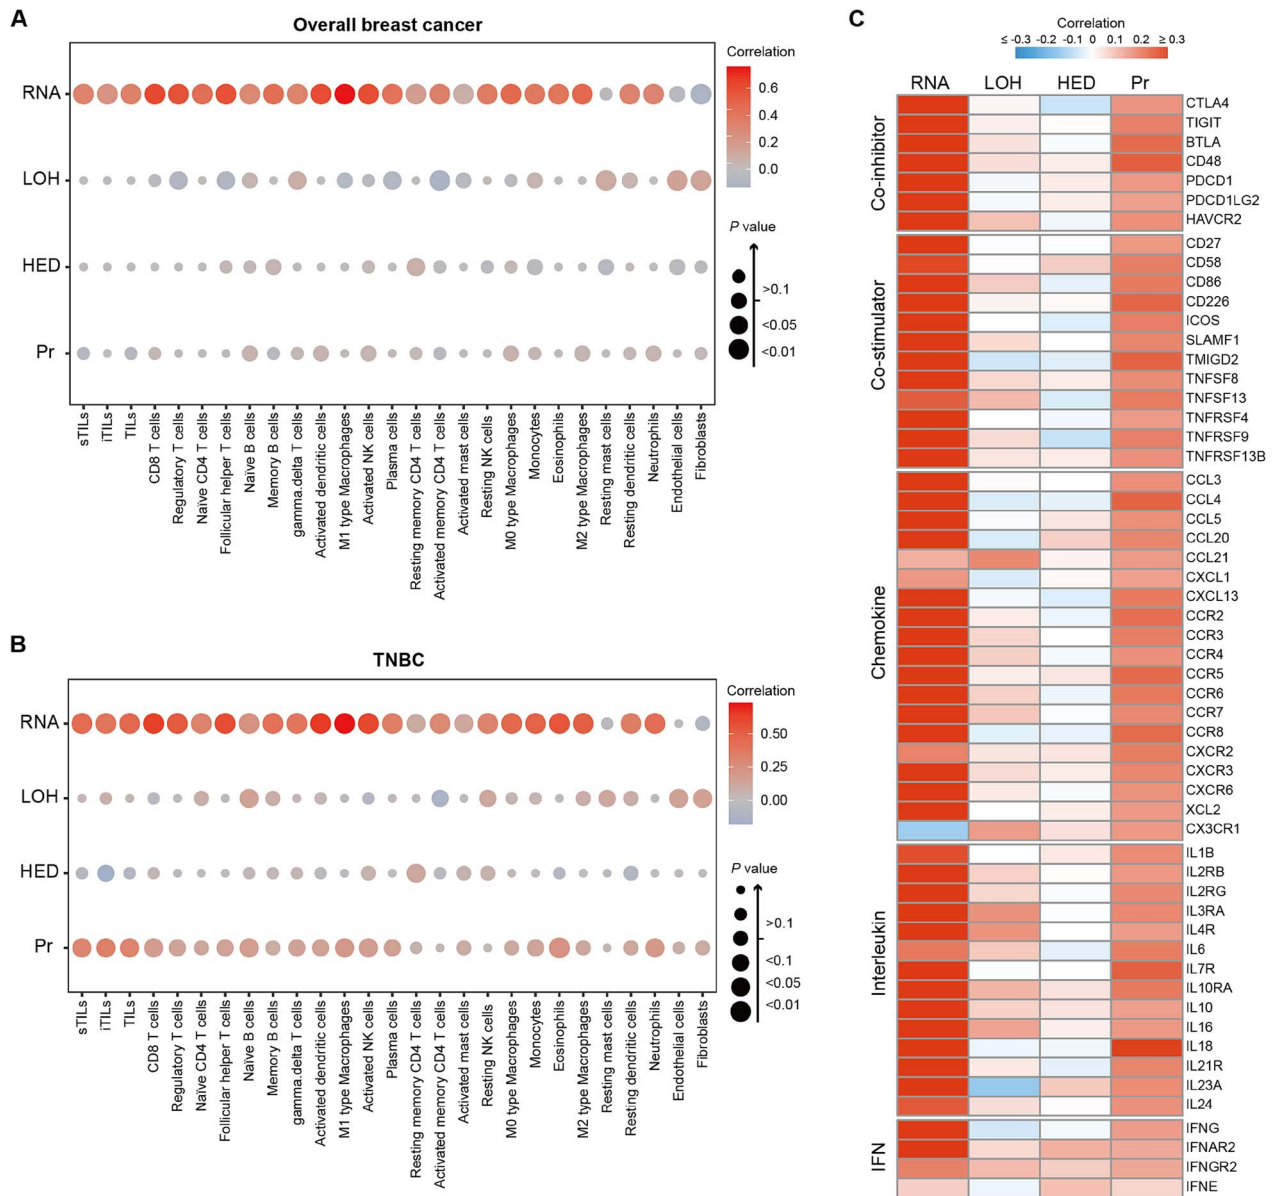 A
Overall breast cancer
RNA
LOH
HED
Pr
sTILs
iTILs
TILs
CD8 T cells
Regulatory T cells
Naïve CD4 T cells
Follicular helper T cells
Naïve B cells
Memory B cells
gamma.delta T cells
Activated dendritic cells
M1 type Macrophages
Activated NK cells
Plasma cells
Resting memory CD4 T cells
Activated memory CD4 T cells
Activated mast cells
Resting NK cells
M0 type Macrophages
Monocytes
Eosinophils
M2 type Macrophages
Resting mast cells
Resting dendritic cells
Neutrophils
Endothelial cells
Fibroblasts
Correlation
0.6
0.4
0.2
0.0
P value
>0.1
<0.05
<0.01
B
TNBC
RNA
LOH
HED
Pr
sTILs
iTILs
TILs
CD8 T cells
Regulatory T cells
Naïve CD4 T cells
Follicular helper T cells
Naïve B cells
Memory B cells
gamma.delta T cells
Activated dendritic cells
M1 type Macrophages
Activated NK cells
Plasma cells
Resting memory CD4 T cells
Activated memory CD4 T cells
Activated mast cells
Resting NK cells
M0 type Macrophages
Monocytes
Eosinophils
M2 type Macrophages
Resting mast cells
Resting dendritic cells
Neutrophils
Endothelial cells
Fibroblasts
Correlation
0.50
0.25
0.00
P value
>0.1
<0.1
<0.05
<0.01
C
Correlation
≤ -0.3 -0.2 -0.1 0 0.1 0.2 ≥ 0.3
RNA LOH HED Pr
Co-inhibitor
CTLA4
TIGIT
BTLA
CD48
PDCD1
PDCD1LG2
HAVCR2
Co-stimulator
CD27
CD58
CD86
CD226
ICOS
SLAMF1
TMIGD2
TNFSF8
TNFSF13
TNFRSF4
TNFRSF9
TNFRSF13B
Chemokine
CCL3
CCL4
CCL5
CCL20
CCL21
CXCL1
CXCL13
CCR2
CCR3
CCR4
CCR5
CCR6
CCR7
CCR8
CXCR2
CXCR3
CXCR6
XCL2
CX3CR1
Interleukin
IL1B
IL2RB
IL2RG
IL3RA
IL4R
IL6
IL7R
IL10RA
IL10
IL16
IL18
IL21R
IL23A
IL24
IFN
IFNG
IFNAR2
IFNGR2
IFNE